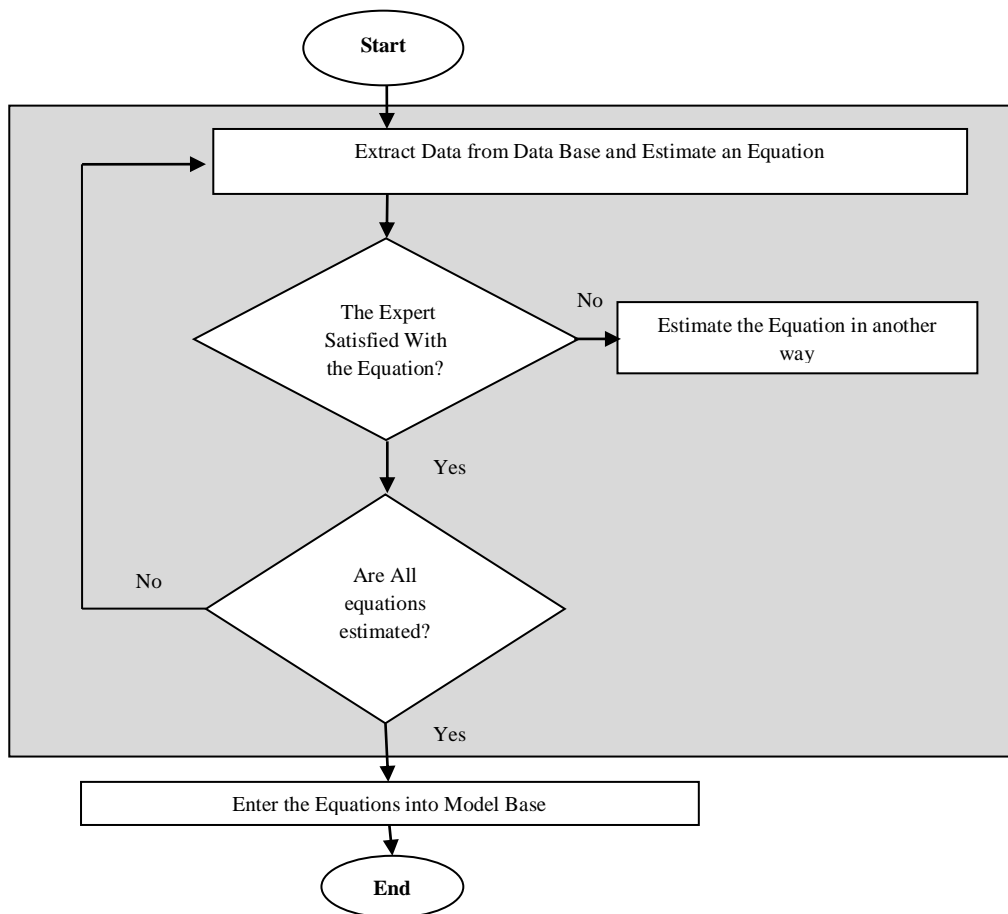 Start
Extract Data from Data Base and Estimate an Equation
The Expert
Satisfied With
the Equation?
No
Estimate the Equation in another
way
Yes
Are All
equations
estimated?
No
Yes
Enter the Equations into Model Base
End